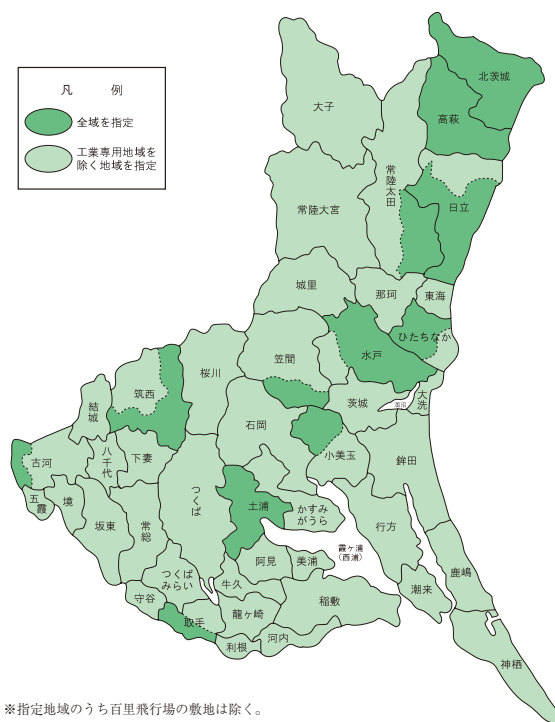 凡　例
全域を指定
工業専用地域を
除く地域を指定
北茨城
大子
高萩
常陸
太田
常陸大宮
日立
城里
那珂
東海
ひたちなか
水戸
笠間
桜川
筑西
結城
茨城
涸沼
大洗
石岡
小美玉
鉾田
古河
八千代
下妻
つくば
土浦
かすみ
がうら
五霞
境
坂東
常総
行方
霞ヶ浦
(西浦)
阿見
美浦
つくば
みらい
牛久
稲敷
潮来
鹿嶋
守谷
取手
龍ヶ崎
利根
河内
神栖
※指定地域のうち百里飛行場の敷地は除く。